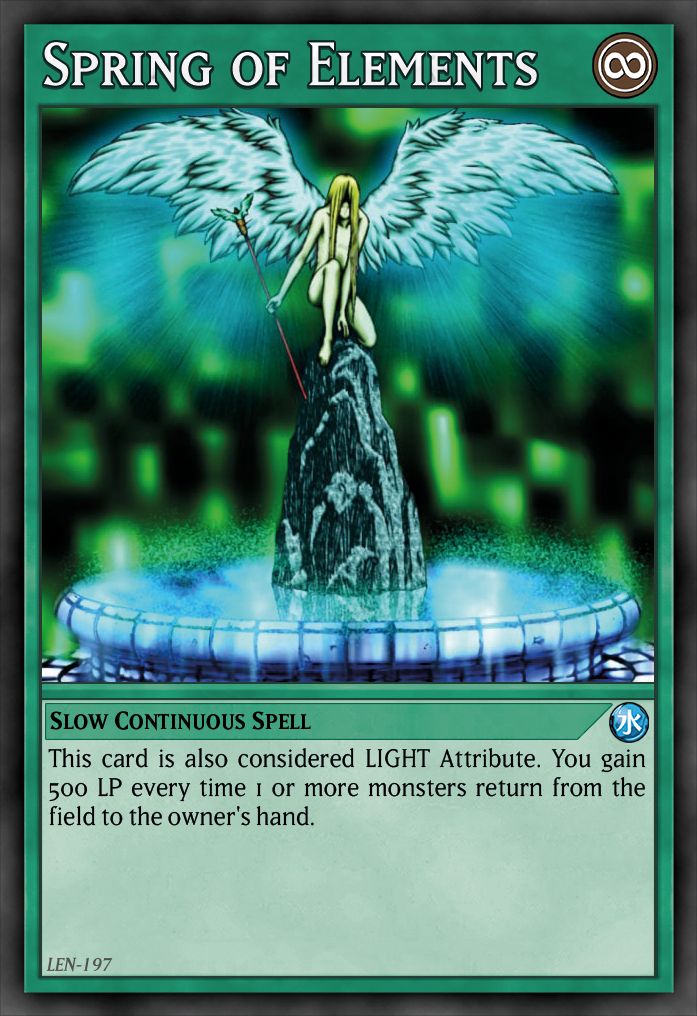 Spring of Elements
Slow Continuous Spell
水
This card is also considered LIGHT Attribute. You gain
500 LP every time 1 or more monsters return from the
field to the owner's hand.
LEN-197